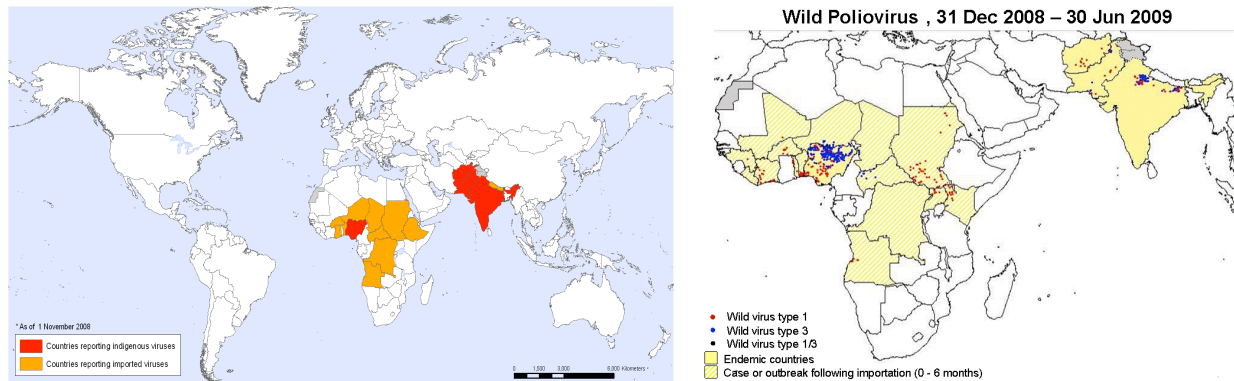 * As of 1 November 2008
Countries reporting indigenous viruses
Countries reporting imported viruses
0 1,500 3,000 6,000 Kilometers
Wild Poliovirus , 31 Dec 2008 – 30 Jun 2009
Wild virus type 1
Wild virus type 3
Wild virus type 1/3
Endemic countries
Case or outbreak following importation (0 - 6 months)